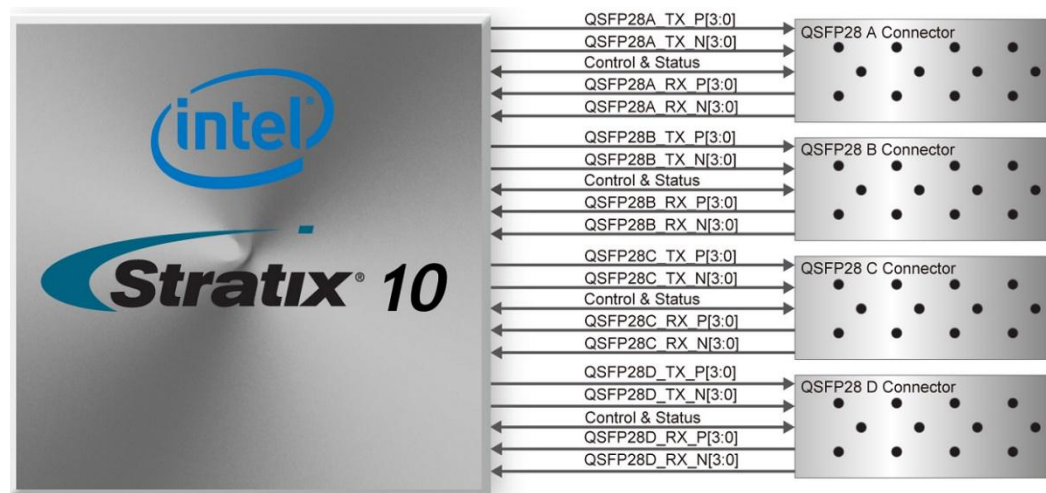 intel
Stratix® 10
QSFP28A_TX_P[3:0]
QSFP28A_TX_N[3:0]
Control & Status
QSFP28A_RX_P[3:0]
QSFP28A_RX_N[3:0]
QSFP28 A Connector
QSFP28B_TX_P[3:0]
QSFP28B_TX_N[3:0]
Control & Status
QSFP28B_RX_P[3:0]
QSFP28B_RX_N[3:0]
QSFP28 B Connector
QSFP28C_TX_P[3:0]
QSFP28C_TX_N[3:0]
Control & Status
QSFP28C_RX_P[3:0]
QSFP28C_RX_N[3:0]
QSFP28 C Connector
QSFP28D_TX_P[3:0]
QSFP28D_TX_N[3:0]
Control & Status
QSFP28D_RX_P[3:0]
QSFP28D_RX_N[3:0]
QSFP28 D Connector